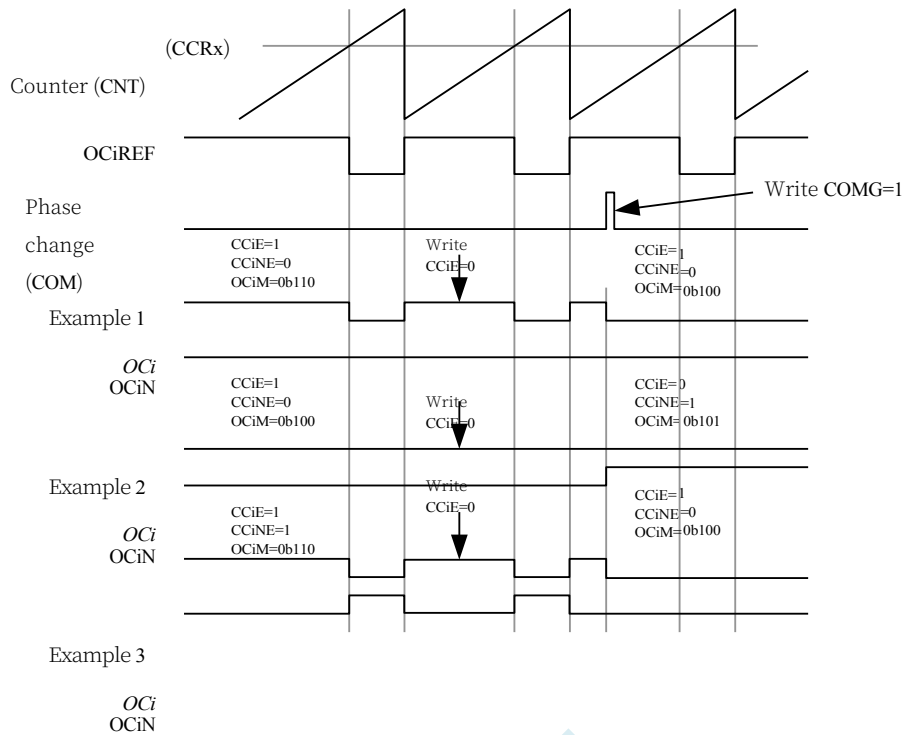 (CCRx)
Counter (CNT)
OCiREF
Write COMG=1
Phase
change
(COM)
CCiE=1
CCiNE=0
OCiM=0b110
Write
CCiE=0
CCiE=1
CCiNE=0
OCiM=0b100
Example 1
OCi
OCiN
CCiE=1
CCiNE=0
OCiM=0b100
Write
CCiE=0
CCiE=0
CCiNE=1
OCiM=0b101
Example 2
OCi
OCiN
CCiE=1
CCiNE=1
OCiM=0b110
Write
CCiE=0
CCiE=1
CCiNE=0
OCiM=0b100
Example 3
OCi
OCiN